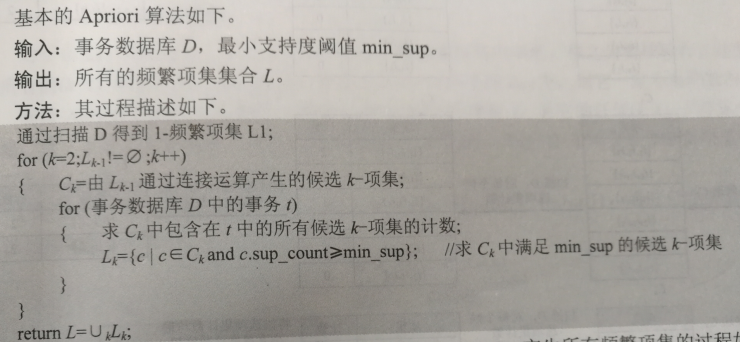 基本的 Apriori 算法如下。
输入：事务数据库 D，最小支持度阈值 min_sup。
输出：所有的频繁项集集合 L。
方法：其过程描述如下。
通过扫描 D 得到 1-频繁项集 L1;
for (k=2;Lk-1!=∅;k++)
{ Ck=由 Lk-1 通过连接运算产生的候选 k-项集;
for (事务数据库 D 中的事务 t)
{ 求 Ck 中包含在 t 中的所有候选 k-项集的计数;
Lk={c | c∈Ck and c.sup_count≥min_sup}; //求 Ck 中满足 min_sup 的候选 k-项集
}
}
return L=∪kLk;